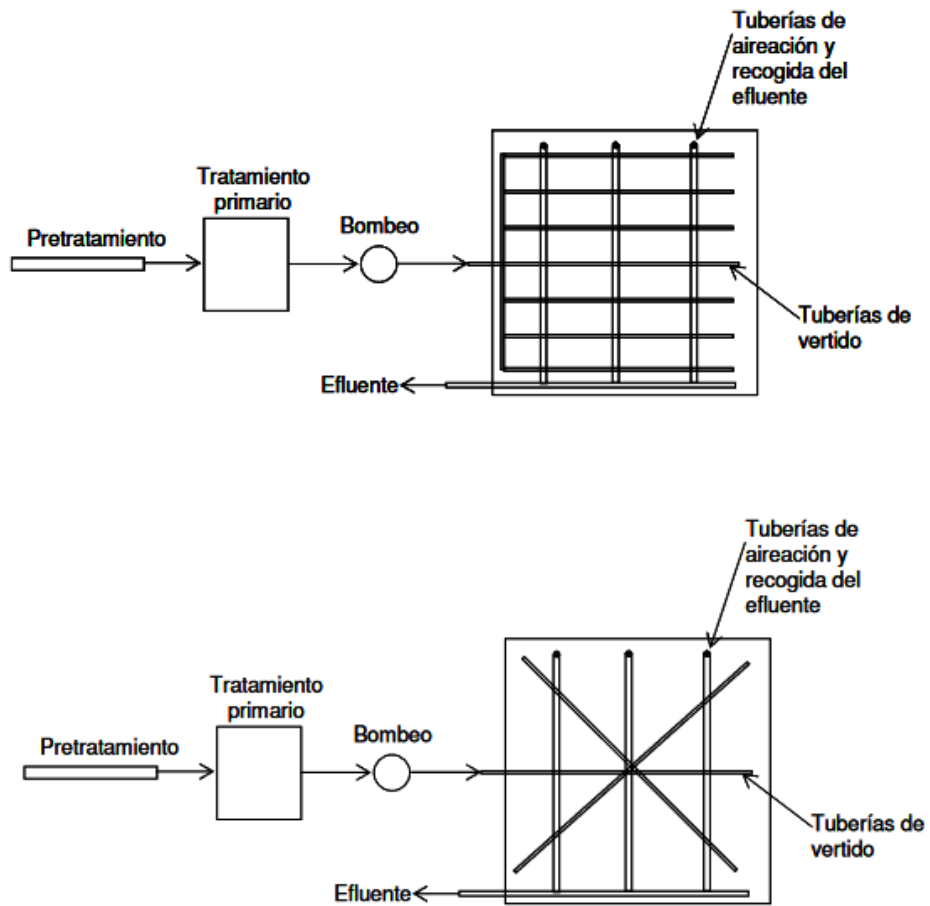 Tuberías de
aireación y
recogida del
efluente
Tratamiento
primario
Bombeo
Pretratamiento
Tuberías de
vertido
Efluente
Tuberías de
aireación y
recogida del
efluente
Tratamiento
primario
Bombeo
Pretratamiento
Tuberías de
vertido
Efluente